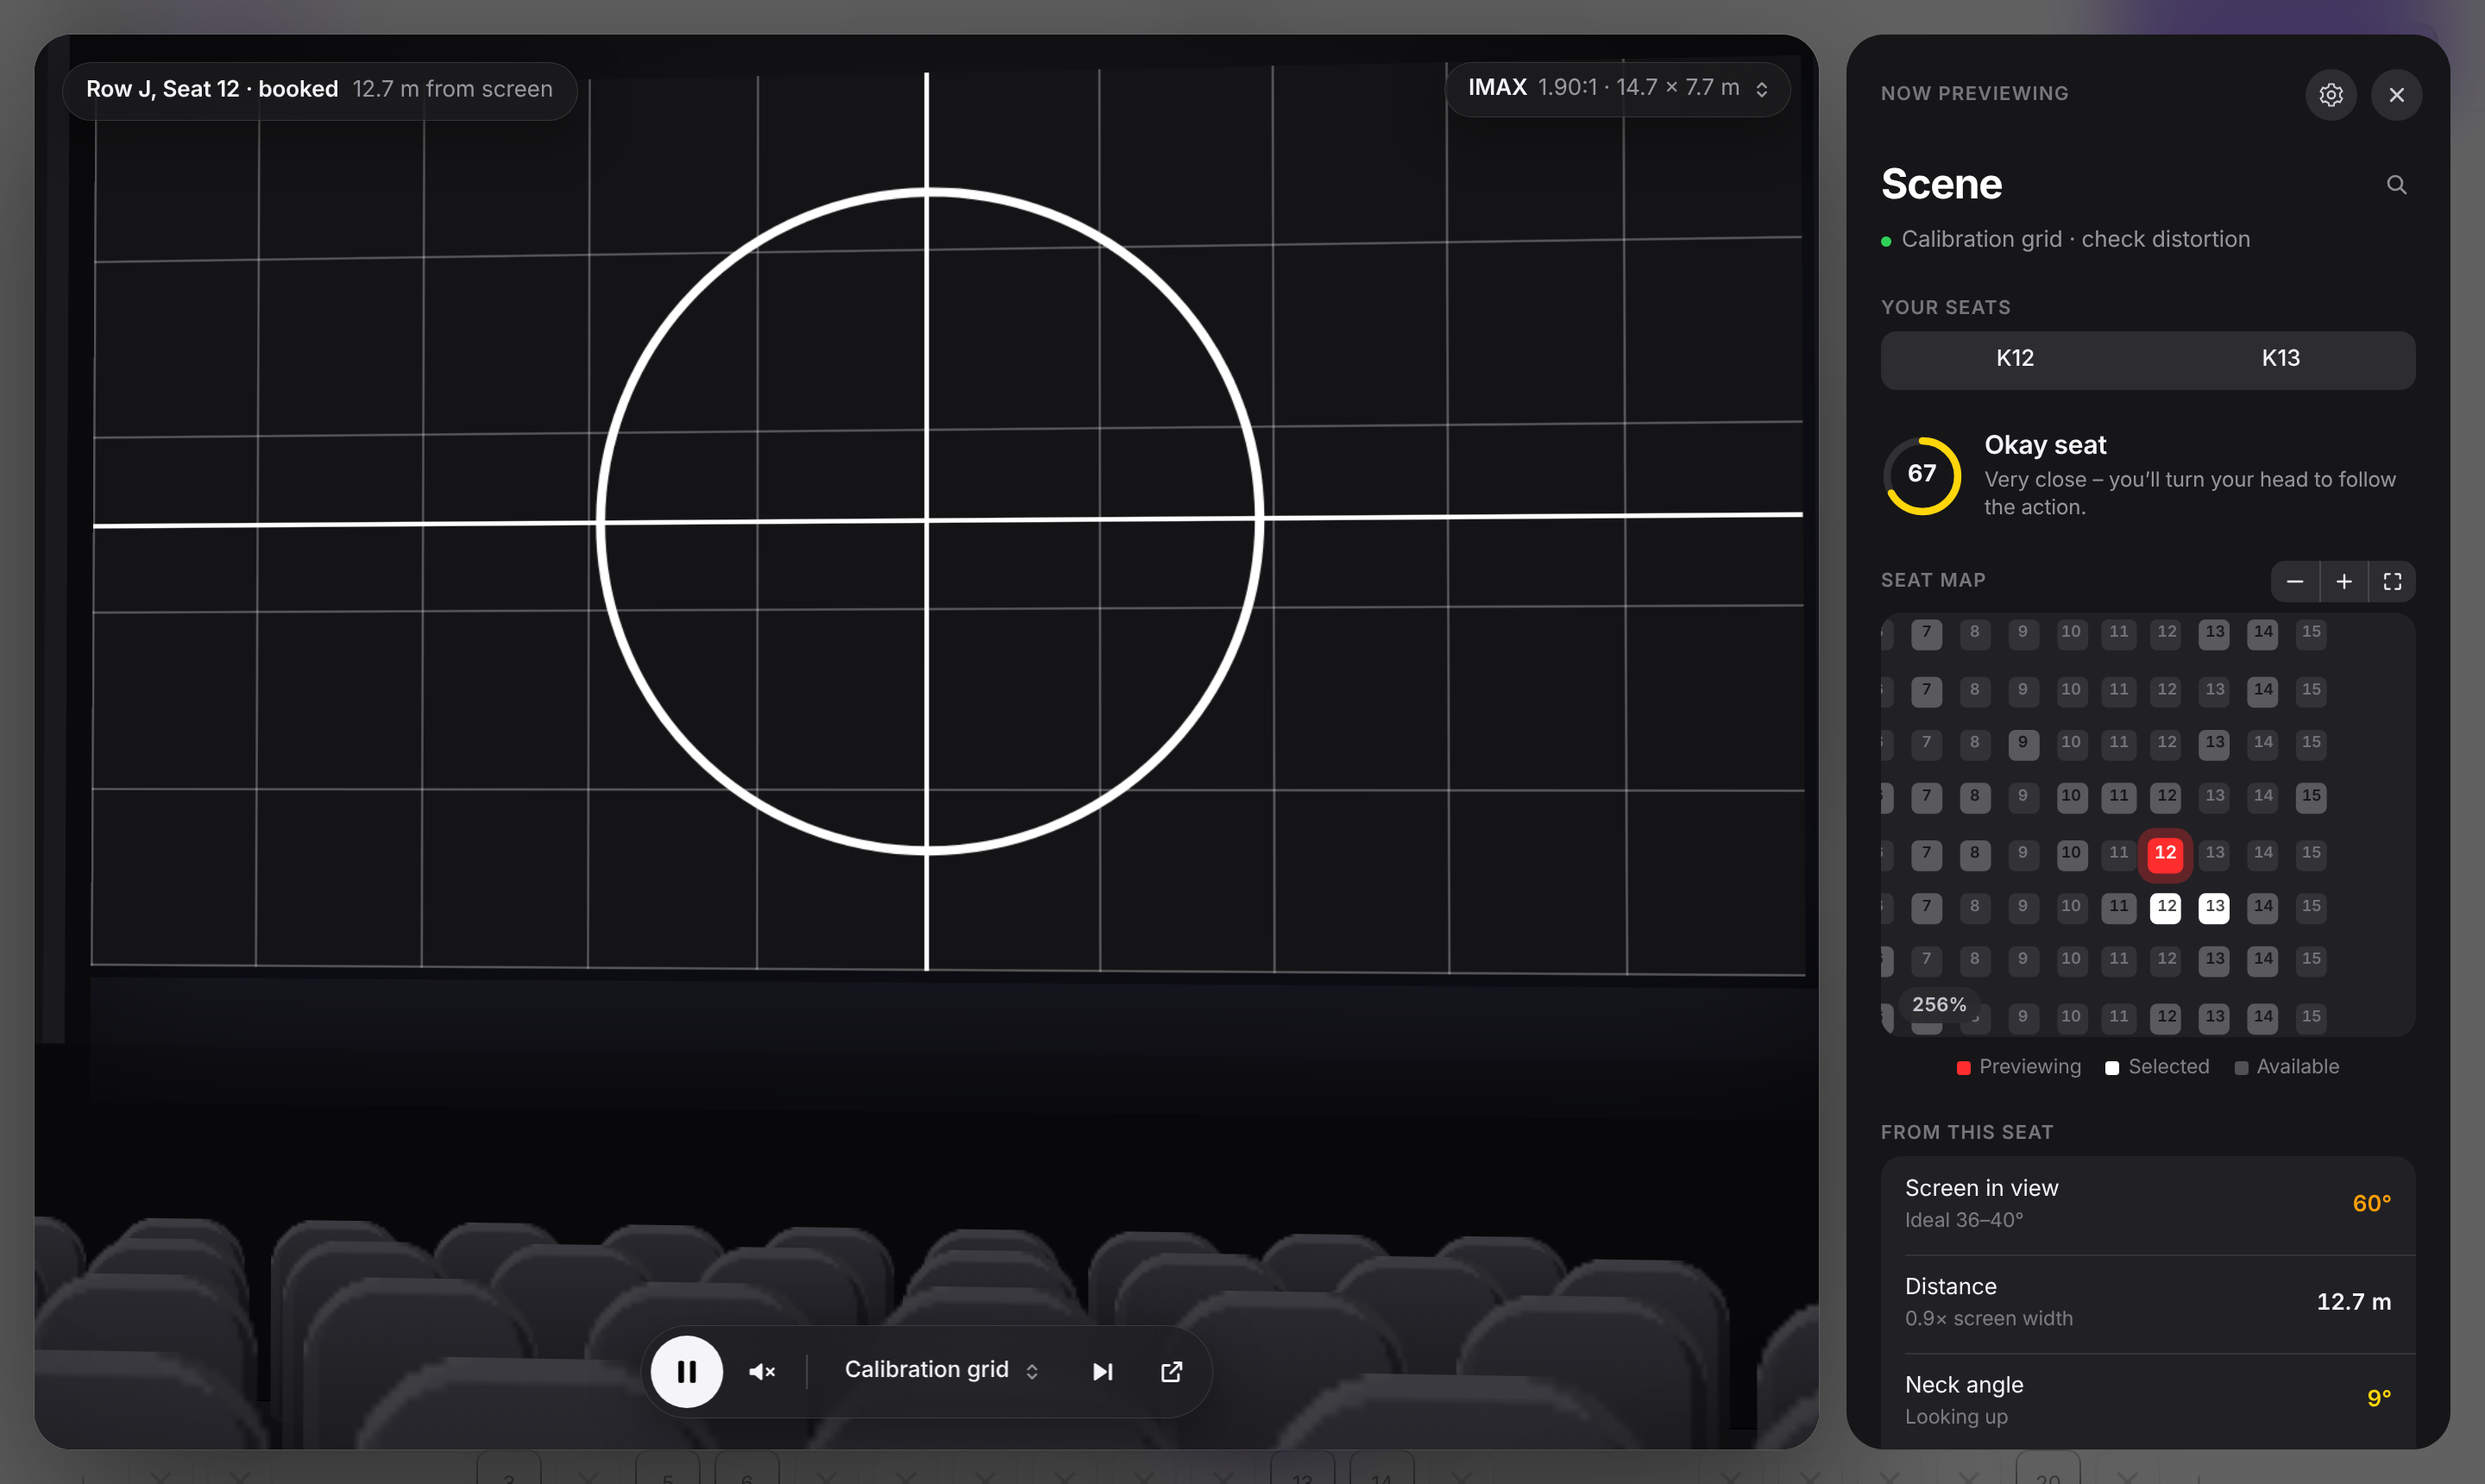 Row J, Seat 12 · booked 12.7 m from screen
IMAX 1.90:1 · 14.7 × 7.7 m
Calibration grid
NOW PREVIEWING
Scene
Calibration grid · check distortion
YOUR SEATS
K12 K13
67
Okay seat
Very close – you’ll turn your head to follow
the action.
SEAT MAP
7 8 9 10 11 12 13 14 15
7 8 9 10 11 12 13 14 15
7 8 9 10 11 12 13 14 15
7 8 9 10 11 12 13 14 15
7 8 9 10 11 12 13 14 15
7 8 9 10 11 12 13 14 15
7 8 9 10 11 12 13 14 15
9 10 11 12 13 14 15
256%
Previewing Selected Available
FROM THIS SEAT
Screen in view
60°
Ideal 36–40°
Distance
12.7 m
0.9× screen width
Neck angle
9°
Looking up
3 5 6 13 14 20